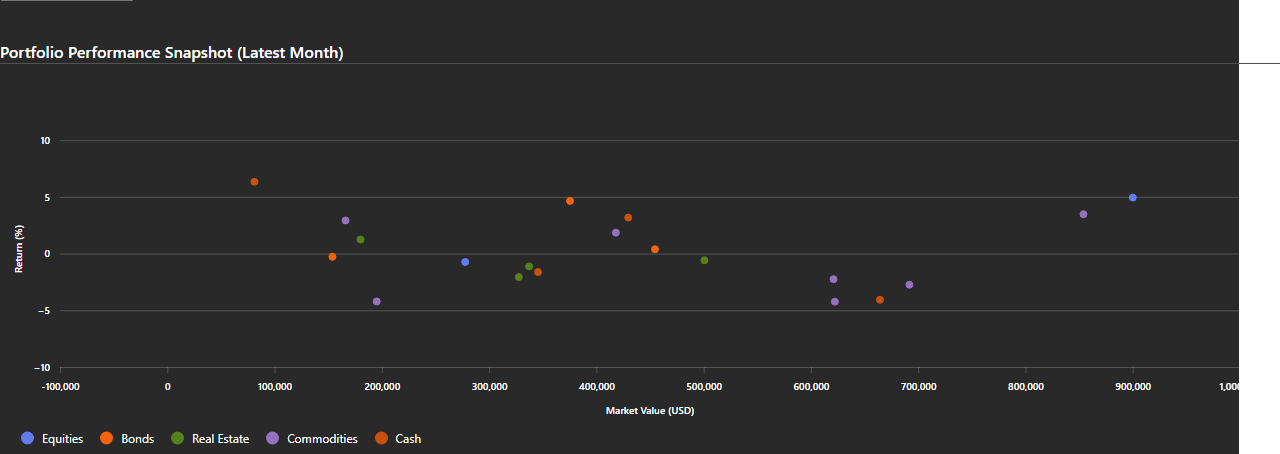 Portfolio Performance Snapshot (Latest Month)
10
5
0
−5
−10
Return (%)
-100,000 0 100,000 200,000 300,000 400,000 500,000 600,000 700,000 800,000 900,000 1,000
Market Value (USD)
Equities Bonds Real Estate Commodities Cash